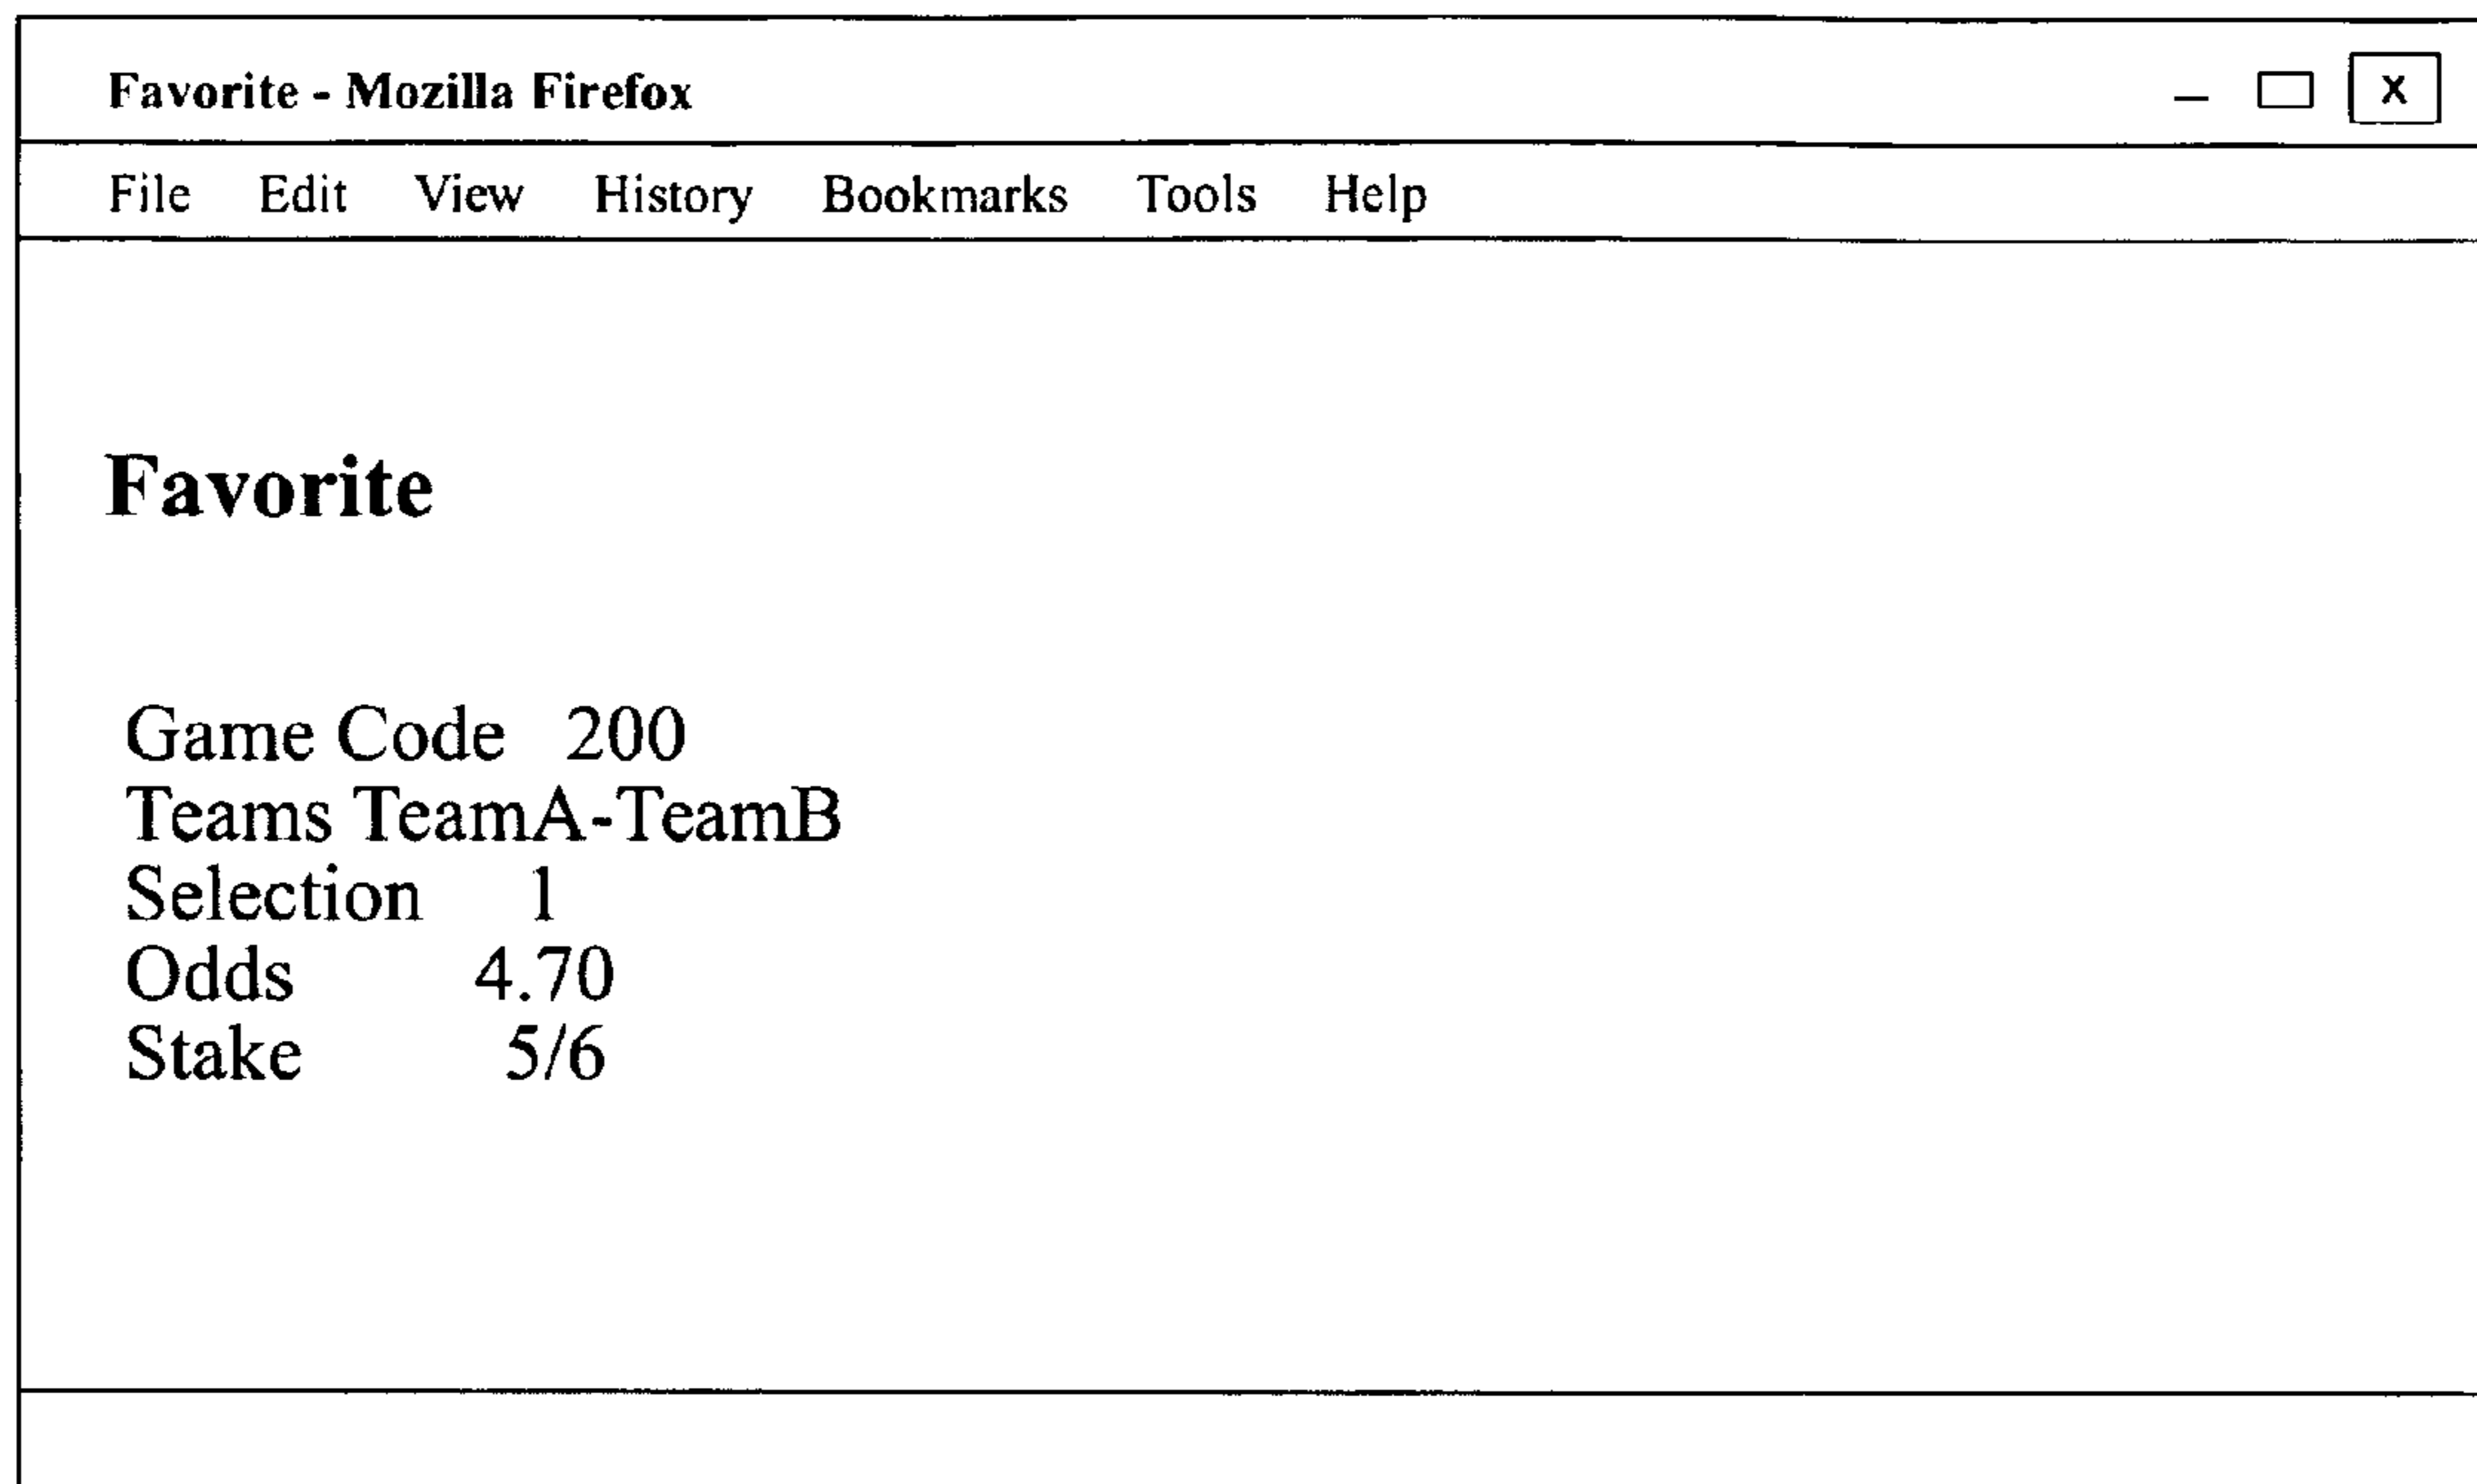 Favorite - Mozilla Firefox
X
File Edit View History Bookmarks Tools Help
Favorite
Game Code 200
Teams TeamA-TeamB
Selection 1
Odds 4.70
Stake 5/6